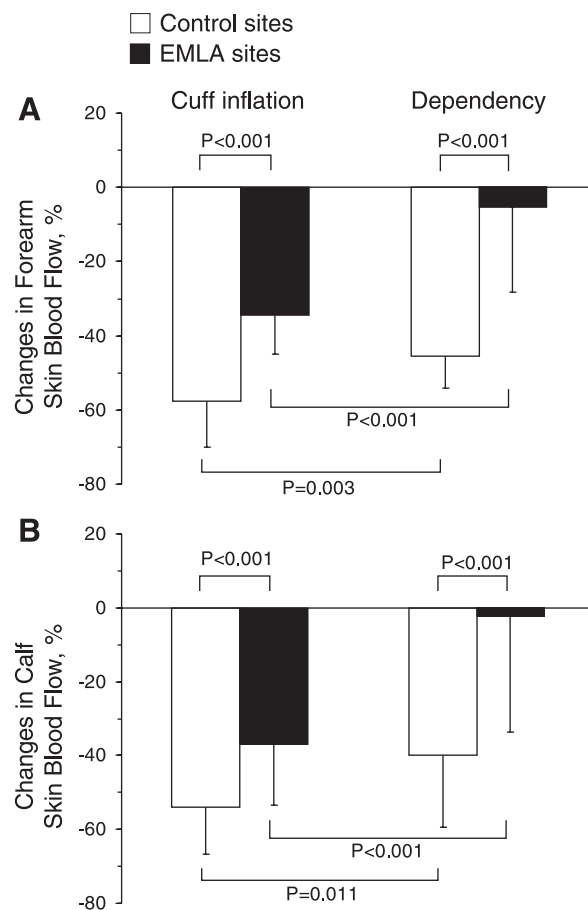 Control sites
EMLA sites
A
Cuff inflation
Dependency
20
0
-20
-40
-60
-80
Changes in Forearm
Skin Blood Flow, %
P<0.001
P<0.001
P<0.001
P=0.003
B
20
0
-20
-40
-60
-80
Changes in Calf
Skin Blood Flow, %
P<0.001
P<0.001
P<0.001
P=0.011